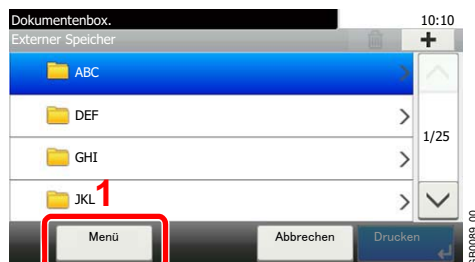 Dokumentenbox. 10:10
Externer Speicher +
ABC
DEF
1/25
GHI
JKL 1
Menü Abbrechen Drucken